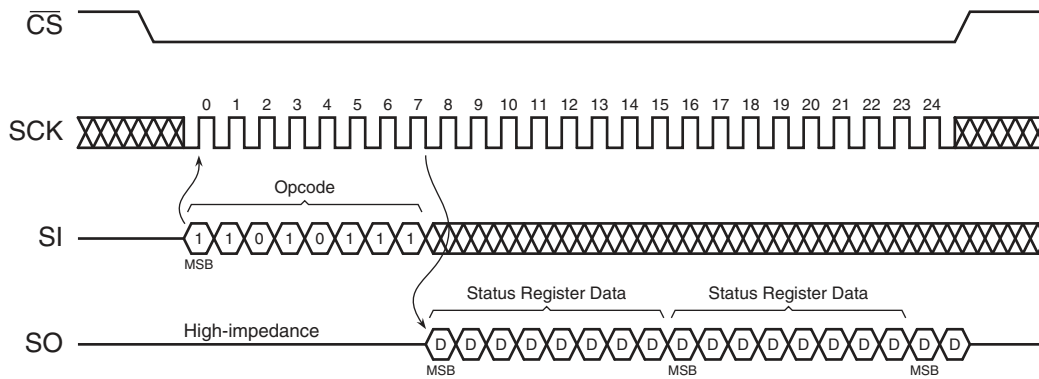 CS
0 1 2 3 4 5 6 7 8 9 10 11 12 13 14 15 16 17 18 19 20 21 22 23 24
SCK
Opcode
SI 1 1 0 1 0 1 1 1
MSB
Status Register Data Status Register Data
High-impedance
SO D D D D D D D D D D D D D D D D D D
MSB MSB MSB